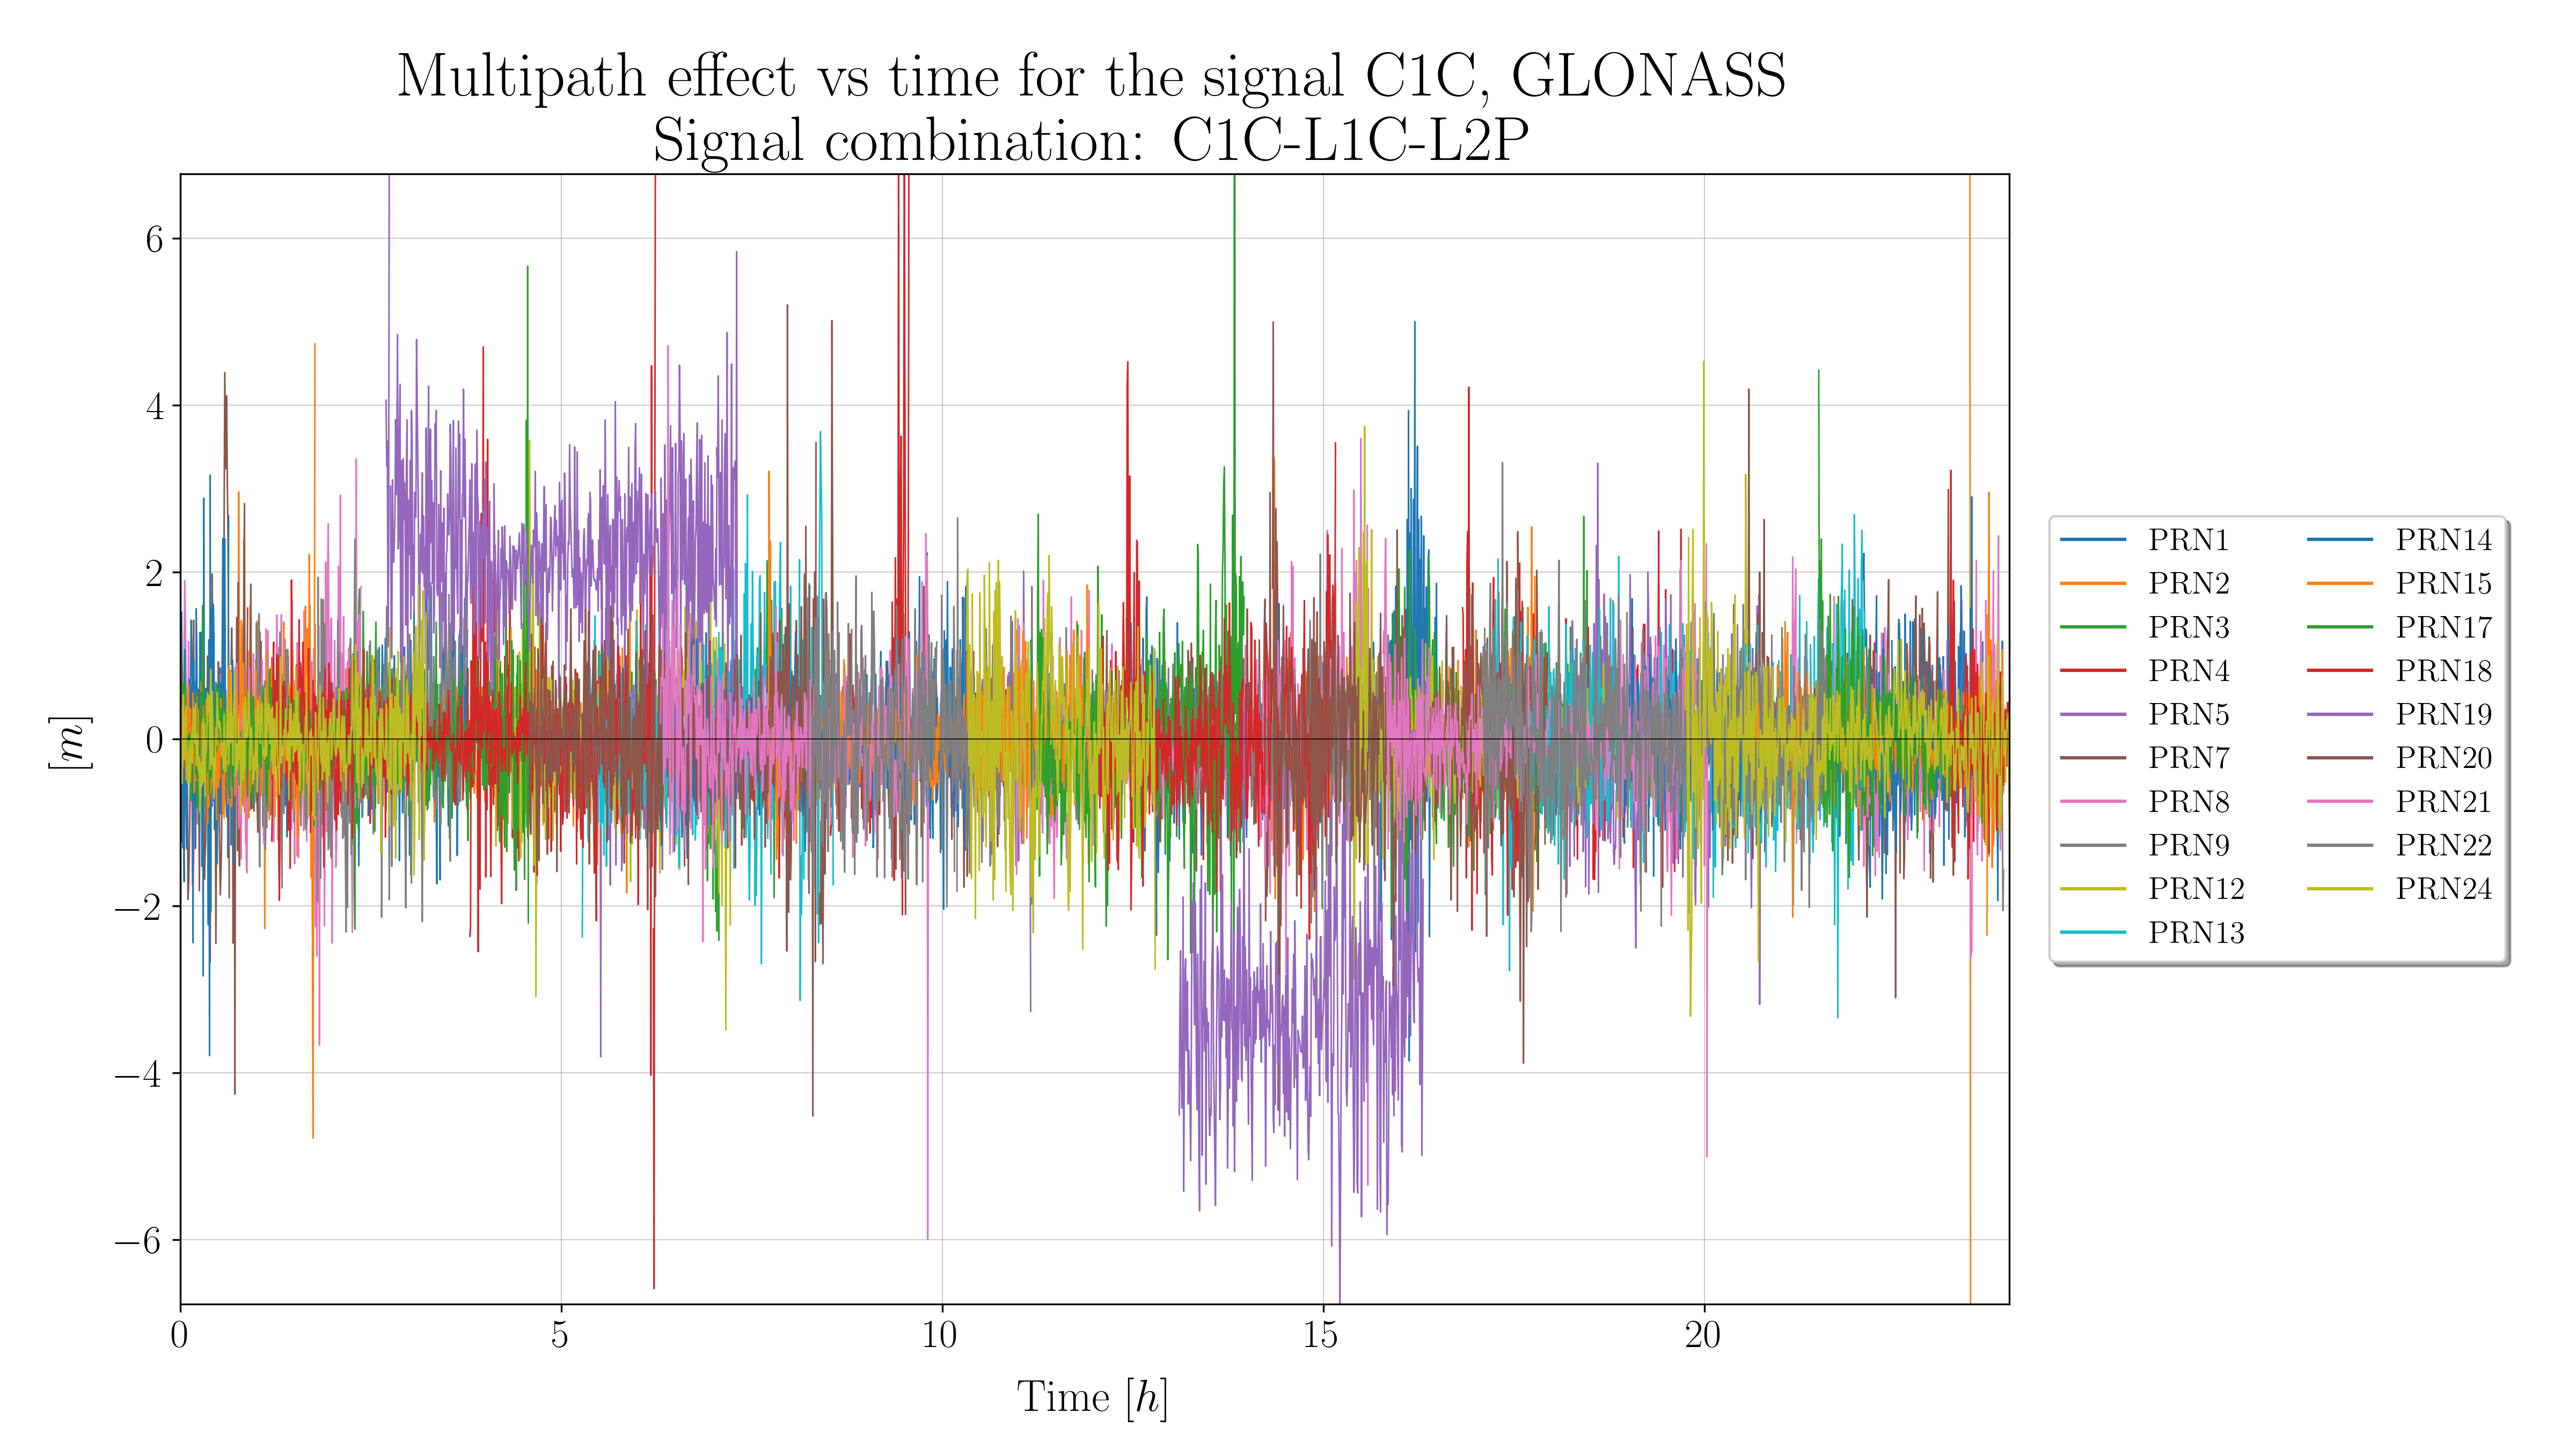 Multipath effect vs time for the signal C1C, GLONASS
Signal combination: C1C-L1C-L2P
6
4
2
0
−2
−4
−6
[m]
0 5 10 15 20
Time [h]
PRN1
PRN2
PRN3
PRN4
PRN5
PRN7
PRN8
PRN9
PRN12
PRN13
PRN14
PRN15
PRN17
PRN18
PRN19
PRN20
PRN21
PRN22
PRN24